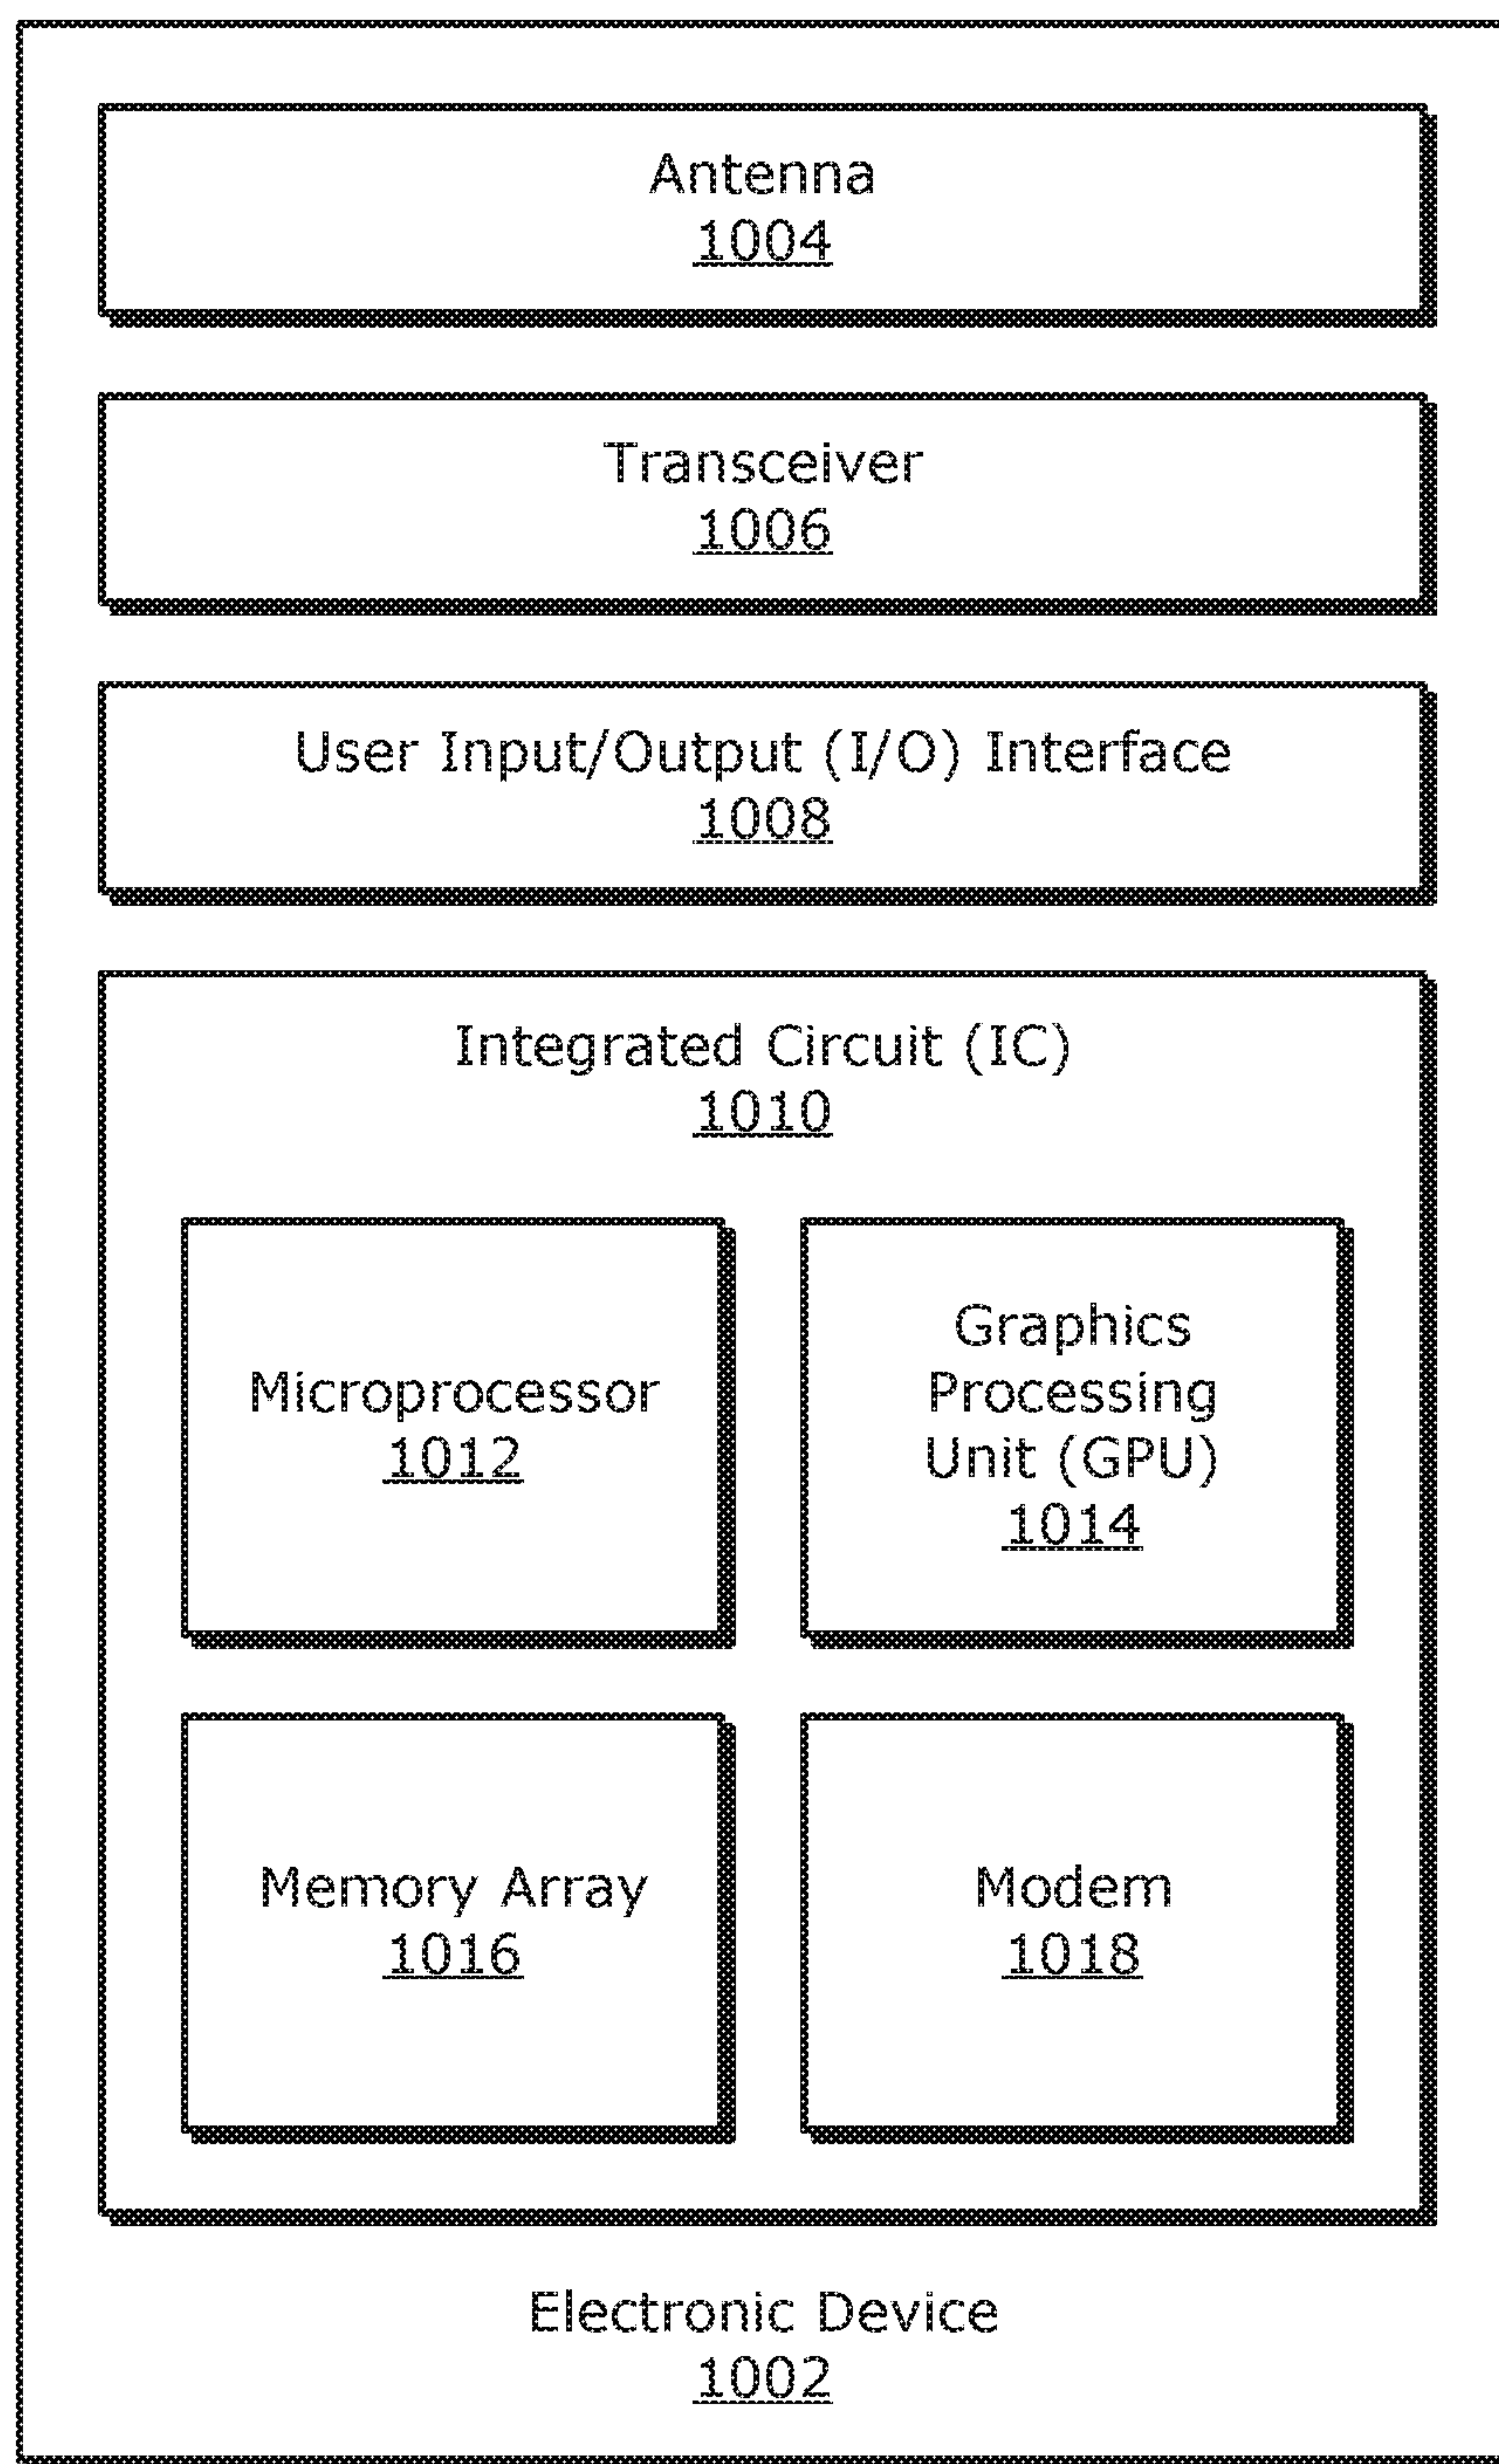 Antenna
1004
Transceiver
1006
User Input/Output (I/O) Interface
1008
Integrated Circuit (IC)
1010
Microprocessor
1012
Graphics
Processing
Unit (GPU)
1014
Memory Array
1016
Modem
1018
Electronic Device
1002